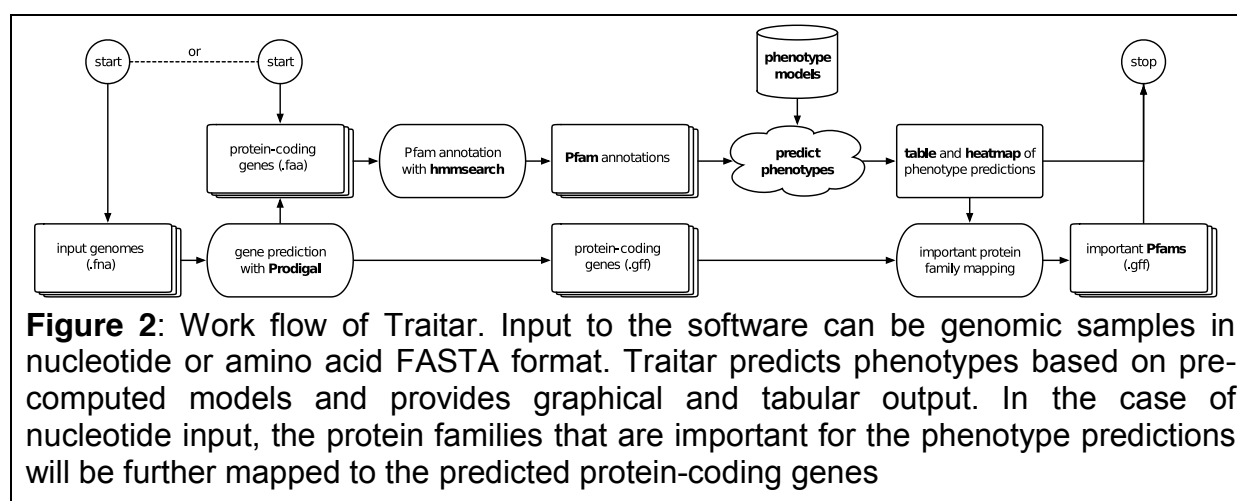 start
or
start
phenotype
models
stop
protein-coding
genes (.faa)
Pfam annotation
with hmmsearch
Pfam annotations
predict
phenotypes
table and heatmap of
phenotype predictions
input genomes
(.fna)
gene prediction
with Prodigal
protein-coding
genes (.gff)
important protein
family mapping
important Pfams
(.gff)
Figure 2: Work flow of Traitar. Input to the software can be genomic samples in
nucleotide or amino acid FASTA format. Traitar predicts phenotypes based on pre-
computed models and provides graphical and tabular output. In the case of
nucleotide input, the protein families that are important for the phenotype predictions
will be further mapped to the predicted protein-coding genes